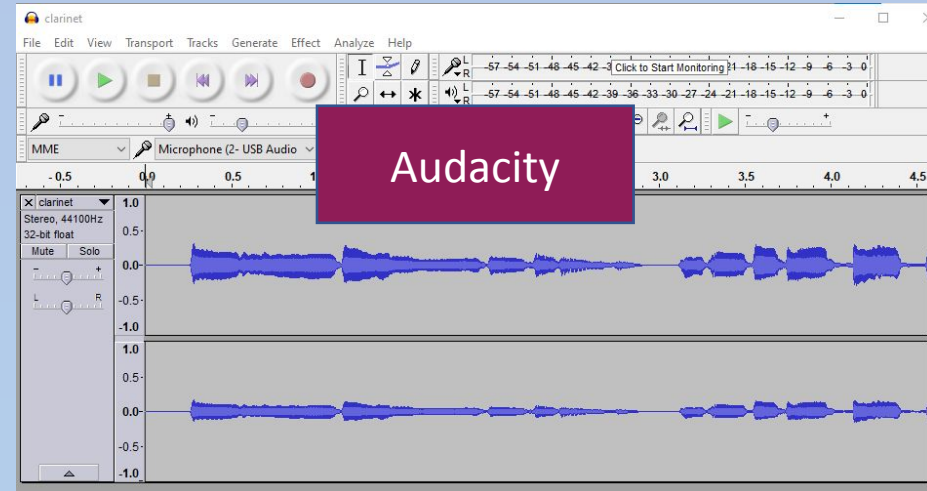 clarinet
File Edit View Transport Tracks Generate Effect Analyze Help
L
R
-57 -54 -51 -48 -45 -42 -3 Click to Start Monitoring 21 -18 -15 -12 -9 -6 -3 0
L
R
-57 -54 -51 -48 -45 -42 -39 -36 -33 -30 -27 -24 -21 -18 -15 -12 -9 -6 -3 0
MME Microphone (2- USB Audio
Audacity
-0.5 0.0 0.5 1 3.0 3.5 4.0 4.5
clarinet 1.0
Stereo, 44100Hz
32-bit float
0.5
Mute Solo
0.0
L R
-0.5
-1.0
1.0
0.5
0.0
-0.5
-1.0